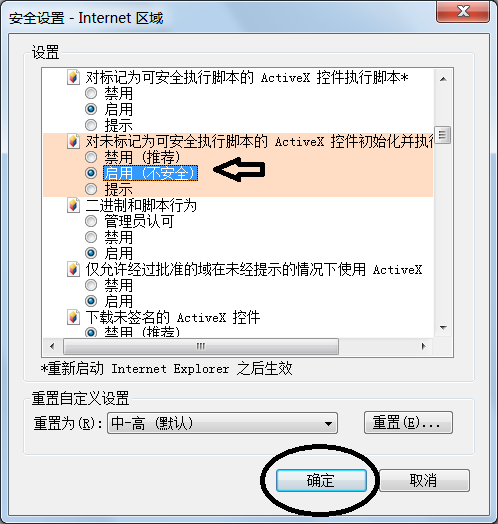 安全设置 - Internet 区域
设置
对标记为可安全执行脚本的 ActiveX 控件执行脚本*
禁用
启用
提示
对未标记为可安全执行脚本的 ActiveX 控件初始化并执行
禁用 (推荐)
启用 (不安全)
提示
二进制和脚本行为
管理员认可
禁用
启用
仅允许经过批准的域在未经提示的情况下使用 ActiveX
禁用
启用
下载未签名的 ActiveX 控件
禁用 (推荐)
*重新启动 Internet Explorer 之后生效
重置自定义设置
重置为(R): 中-高 (默认) 重置(E)...
确定 取消